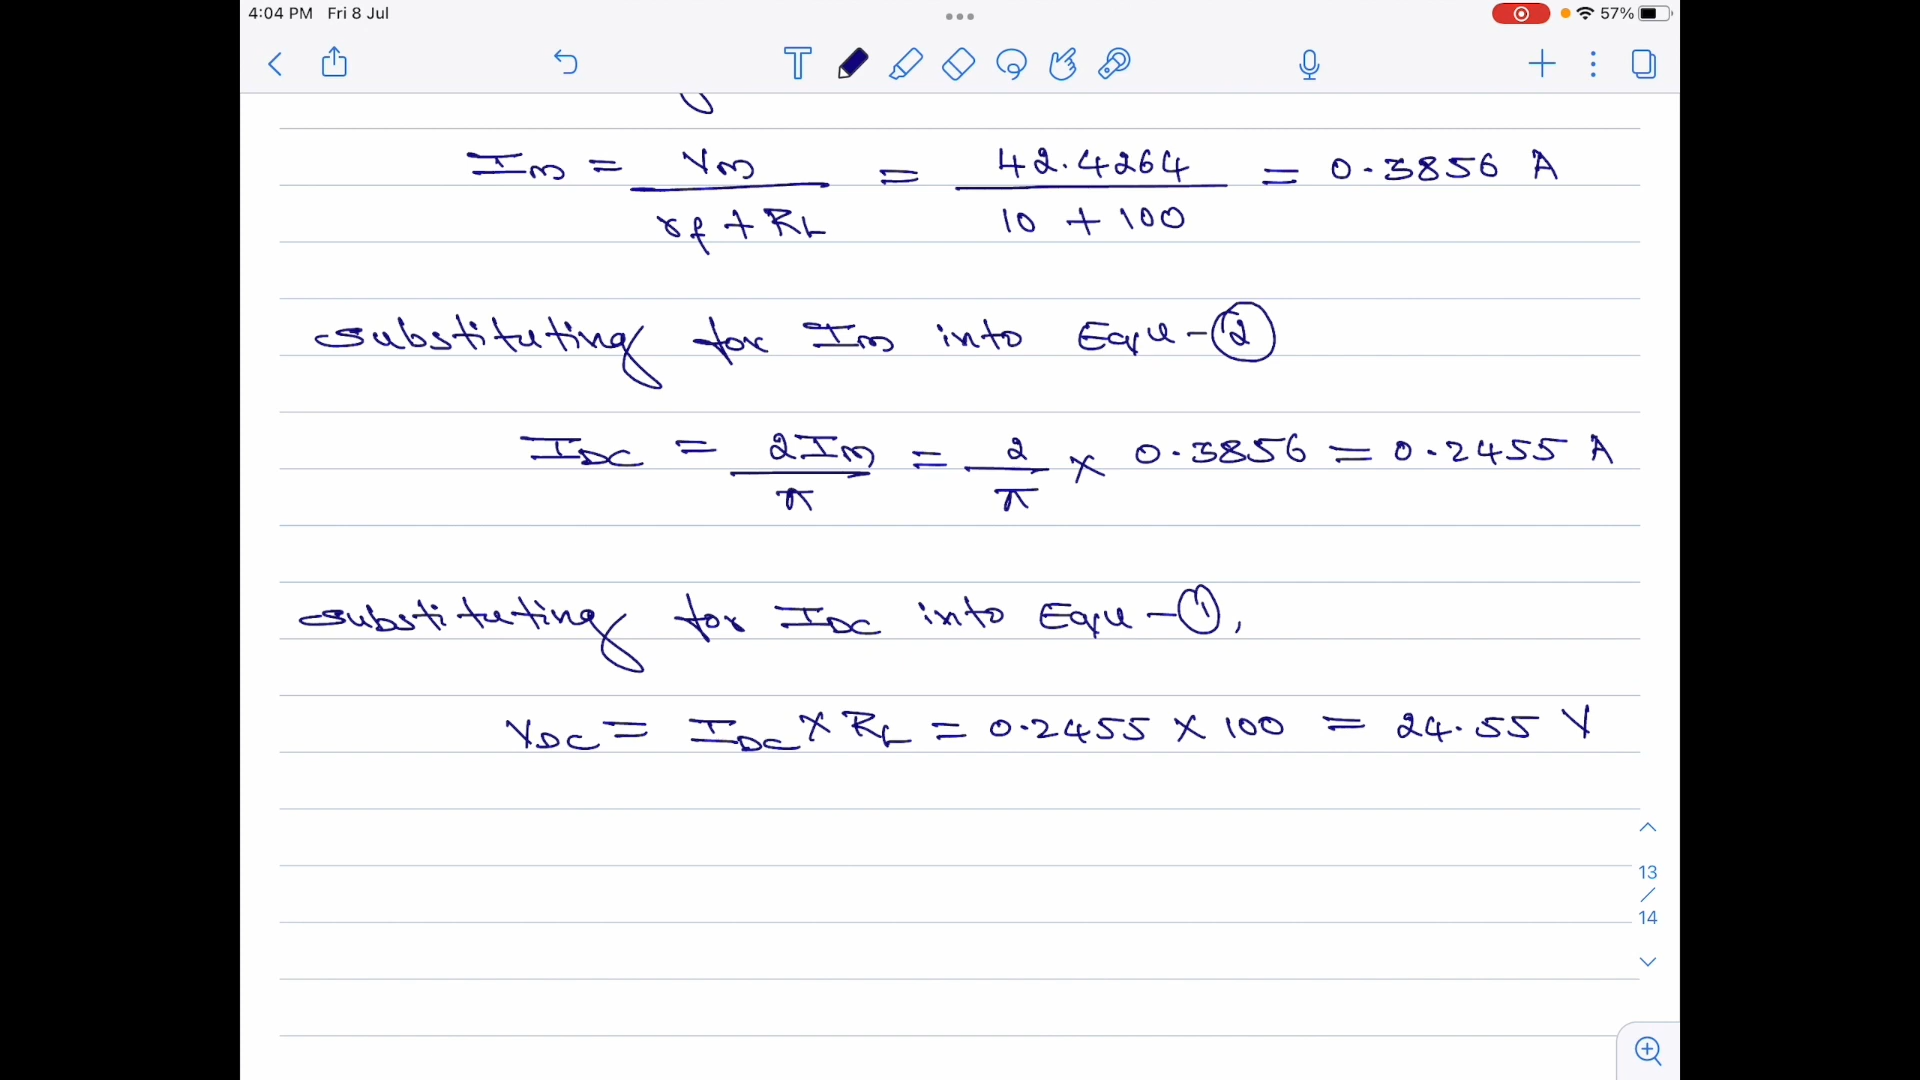 4:04 PM Fri 8 Jul
57%
T
Im = Vm / rf + RL = 42.4264 / 10 + 100 = 0.3856 A
substituting for Im into Equ-②
IDC = 2Im / π = 2 / π × 0.3856 = 0.2455 A
substituting for IDC into Equ-①,
VDC = IDC × RL = 0.2455 × 100 = 24.55 V
13
/
14